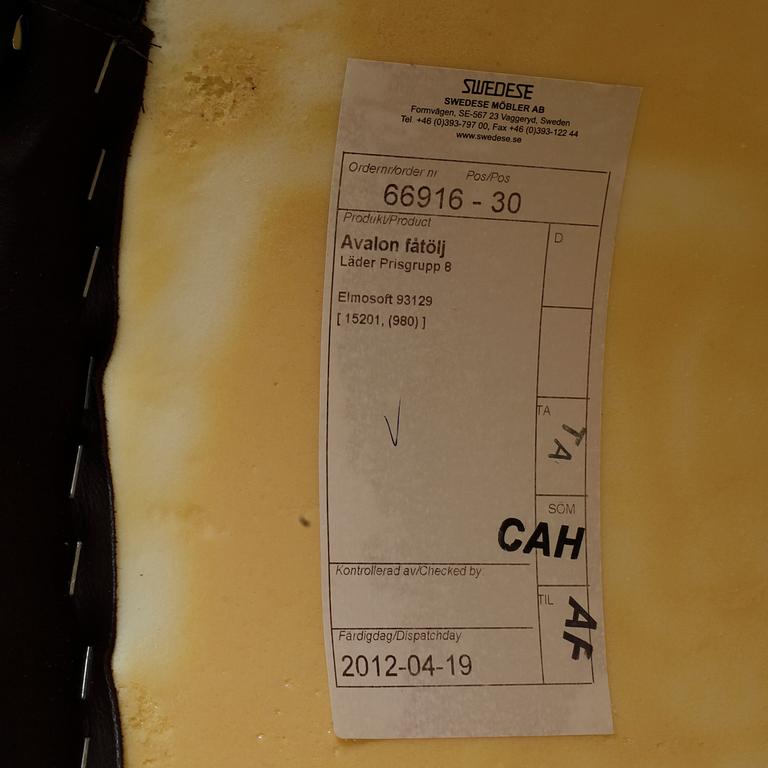 SWEDESE
SWEDESE MÖBLER AB
Formvägen, SE-567 23 Vaggeryd, Sweden
Tel +46 (0)393-797 00, Fax +46 (0)393-122 44
www.swedese.se
Ordernr/order nr Pos/Pos
66916 - 30
Produkt/Product
D
Avalon fåtölj
Läder Prisgrupp 8
Elmosoft 93129
[ 15201, (980) ]
TA
TA
SÖM
CAH
Kontrollerad av/Checked by:
TIL
AF
Färdigdag/Dispatchday
2012-04-19